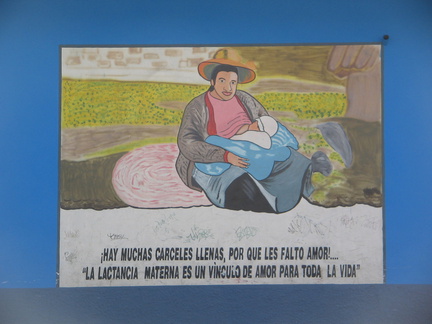 ¡HAY MUCHAS CARCELES LLENAS, POR QUE LES FALTO AMOR!....
"LA LACTANCIA MATERNA ES UN VÍNCULO DE AMOR PARA TODA LA VIDA"